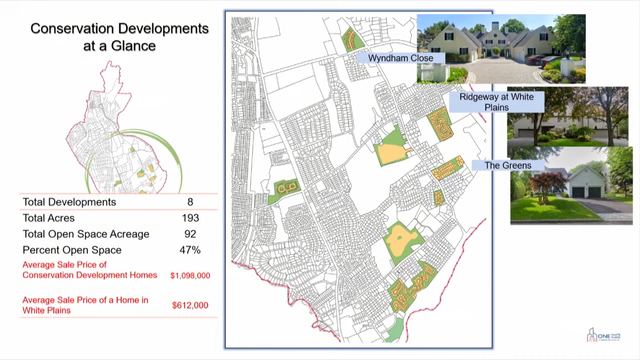 Conservation Developments
at a Glance
Total Developments 8
Total Acres 193
Total Open Space Acreage 92
Percent Open Space 47%
Average Sale Price of
Conservation Development Homes $1,098,000
Average Sale Price of a Home in
White Plains $612,000
Wyndham Close
Ridgeway at White
Plains
The Greens
ONE